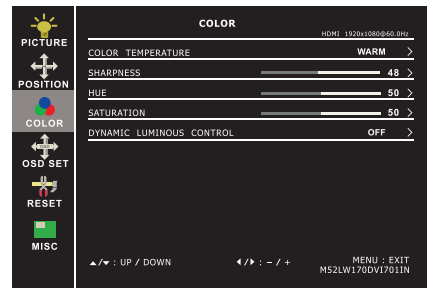 COLOR
HDMI 1920x1080@60.0Hz
PICTURE
POSITION
COLOR
OSD SET
RESET
MISC
COLOR TEMPERATURE WARM >
SHARPNESS 48 >
HUE 50 >
SATURATION 50 >
DYNAMIC LUMINOUS CONTROL OFF >
▲/▼ : UP / DOWN ◀/▶ : – / + MENU : EXIT
M52LW170DVI701IN